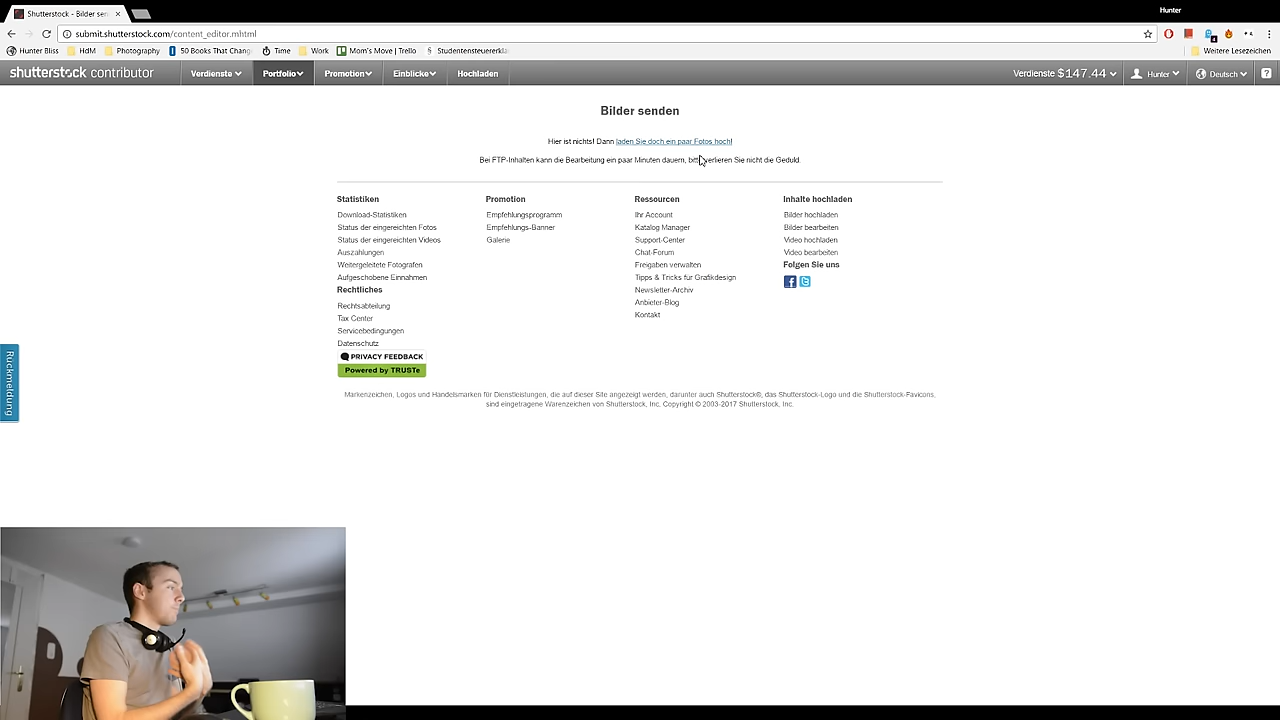 Shutterstock - Bilder sen
Hunter
submit.shutterstock.com/content_editor.mhtml
Hunter Bliss HdM Photography 50 Books That Chang Time Work Mom's Move | Trello Studentensteuererklä Weitere Lesezeichen
shutterstock contributor Verdienste Portfolio Promotion Einblicke Hochladen Verdienste $147.44 Hunter Deutsch ?
Bilder senden
Hier ist nichts! Dann laden Sie doch ein paar Fotos hoch!
Bei FTP-Inhalten kann die Bearbeitung ein paar Minuten dauern, bitte verlieren Sie nicht die Geduld.
Statistiken
Download-Statistiken
Status der eingereichten Fotos
Status der eingereichten Videos
Auszahlungen
Weitergeleitete Fotografen
Aufgeschobene Einnahmen
Rechtliches
Rechtsabteilung
Tax Center
Servicebedingungen
Datenschutz
PRIVACY FEEDBACK
Powered by TRUSTe
Promotion
Empfehlungsprogramm
Empfehlungs-Banner
Galerie
Ressourcen
Ihr Account
Katalog Manager
Support-Center
Chat-Forum
Freigaben verwalten
Tipps & Tricks für Grafikdesign
Newsletter-Archiv
Anbieter-Blog
Kontakt
Inhalte hochladen
Bilder hochladen
Bilder bearbeiten
Video hochladen
Video bearbeiten
Folgen Sie uns
Rückmeldung
Markenzeichen, Logos und Handelsmarken für Dienstleistungen, die auf dieser Site angezeigt werden, darunter auch Shutterstock®, das Shutterstock-Logo und die Shutterstock-Favicons,
sind eingetragene Warenzeichen von Shutterstock, Inc. Copyright © 2003-2017 Shutterstock, Inc.